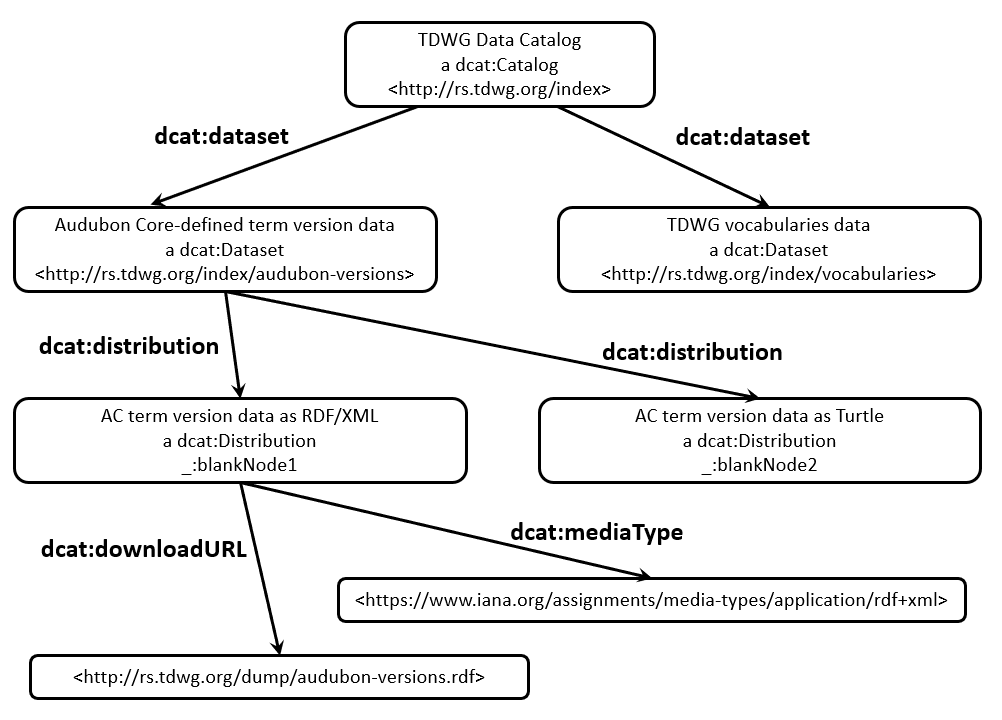 TDWG Data Catalog
a dcat:Catalog
<http://rs.tdwg.org/index>
dcat:dataset
dcat:dataset
Audubon Core-defined term version data
a dcat:Dataset
<http://rs.tdwg.org/index/audubon-versions>
TDWG vocabularies data
a dcat:Dataset
<http://rs.tdwg.org/index/vocabularies>
dcat:distribution
dcat:distribution
AC term version data as RDF/XML
a dcat:Distribution
_:blankNode1
AC term version data as Turtle
a dcat:Distribution
_:blankNode2
dcat:downloadURL
dcat:mediaType
<https://www.iana.org/assignments/media-types/application/rdf+xml>
<http://rs.tdwg.org/dump/audubon-versions.rdf>